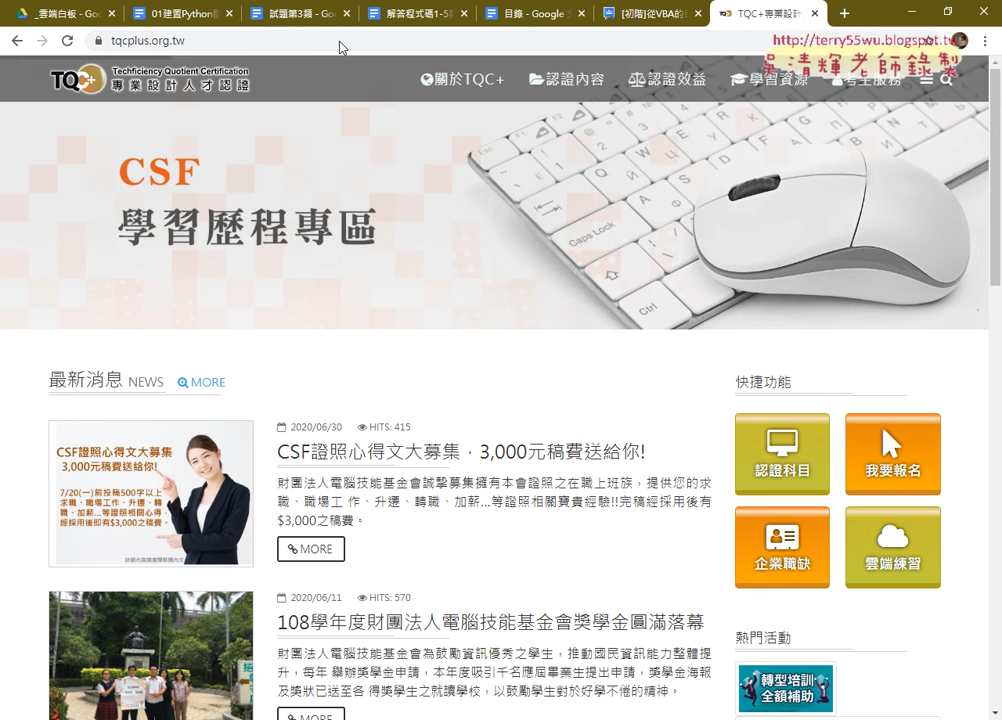 _雲端白板 - Goo
01建置Python開
試題第3類 - Goo
解答程式碼1-5類
目錄 - Google 文
[初階]從VBA的E
TQC+專業設計人
tqcplus.org.tw
http://terry55wu.blogspot.tw
吳清輝老師錄製
TQC+
Techficiency Quotient Certification
專業設計人才認證
關於TQC+
認證內容
認證效益
學習資源
考生服務
CSF
學習歷程專區
Caps Lock
Ctrl
最新消息 NEWS
MORE
快捷功能
2020/06/30 HITS: 415
CSF證照心得文大募集，3,000元稿費送給你!
財團法人電腦技能基金會誠摯募集擁有本會證照之在職上班族，提供您的求
職、職場工 作、升遷、轉職、加薪...等證照相關寶貴經驗!!完稿經採用後有
$3,000之稿費。
MORE
CSF證照心得文大募集
3,000元稿費送給你!
7/20(一)前投稿500字以上
求職、職場工作、升遷、轉
職、加薪...等證照相關心得，
經採用後即有$3,000之稿費。
認證科目
我要報名
企業職缺
雲端練習
2020/06/11 HITS: 570
108學年度財團法人電腦技能基金會獎學金圓滿落幕
財團法人電腦技能基金會為鼓勵資訊優秀之學生，推動國民資訊能力整體提
升，每年 舉辦獎學金申請，本年度吸引千名應屆畢業生提出申請，獎學金海報
及獎狀已送至各 得獎學生之就讀學校，以鼓勵學生對於好學不倦的精神。
MORE
熱門活動
轉型培訓
全額補助